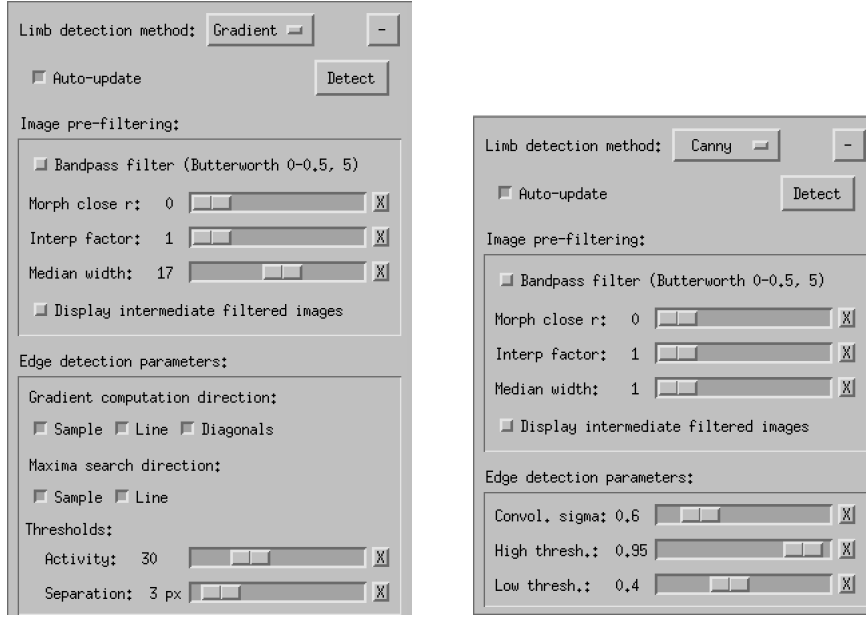 Limb detection method: Gradient -
Auto-update Detect
Image pre-filtering:
Bandpass filter (Butterworth 0-0.5, 5)
Morph close r: 0 X
Interp factor: 1 X
Median width: 17 X
Display intermediate filtered images
Edge detection parameters:
Gradient computation direction:
Sample Line Diagonals
Maxima search direction:
Sample Line
Thresholds:
Activity: 30 X
Separation: 3 px X
Limb detection method: Canny -
Auto-update Detect
Image pre-filtering:
Bandpass filter (Butterworth 0-0.5, 5)
Morph close r: 0 X
Interp factor: 1 X
Median width: 1 X
Display intermediate filtered images
Edge detection parameters:
Convol. sigma: 0.6 X
High thresh.: 0.95 X
Low thresh.: 0.4 X